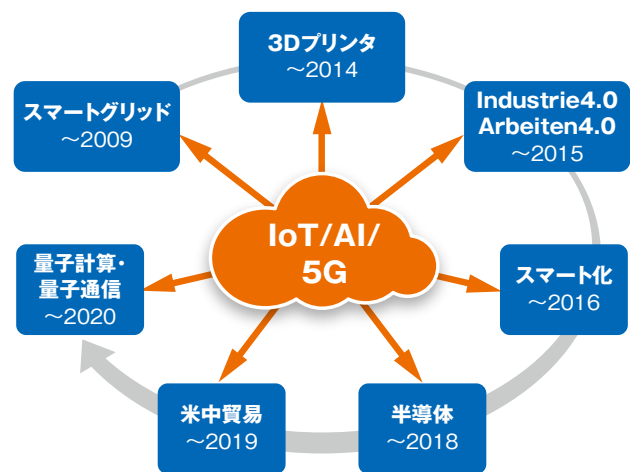 3Dプリンタ
～2014
スマートグリッド
～2009
Industrie4.0
Arbeiten4.0
～2015
IoT/AI/
5G
量子計算・
量子通信
～2020
スマート化
～2016
米中貿易
～2019
半導体
～2018